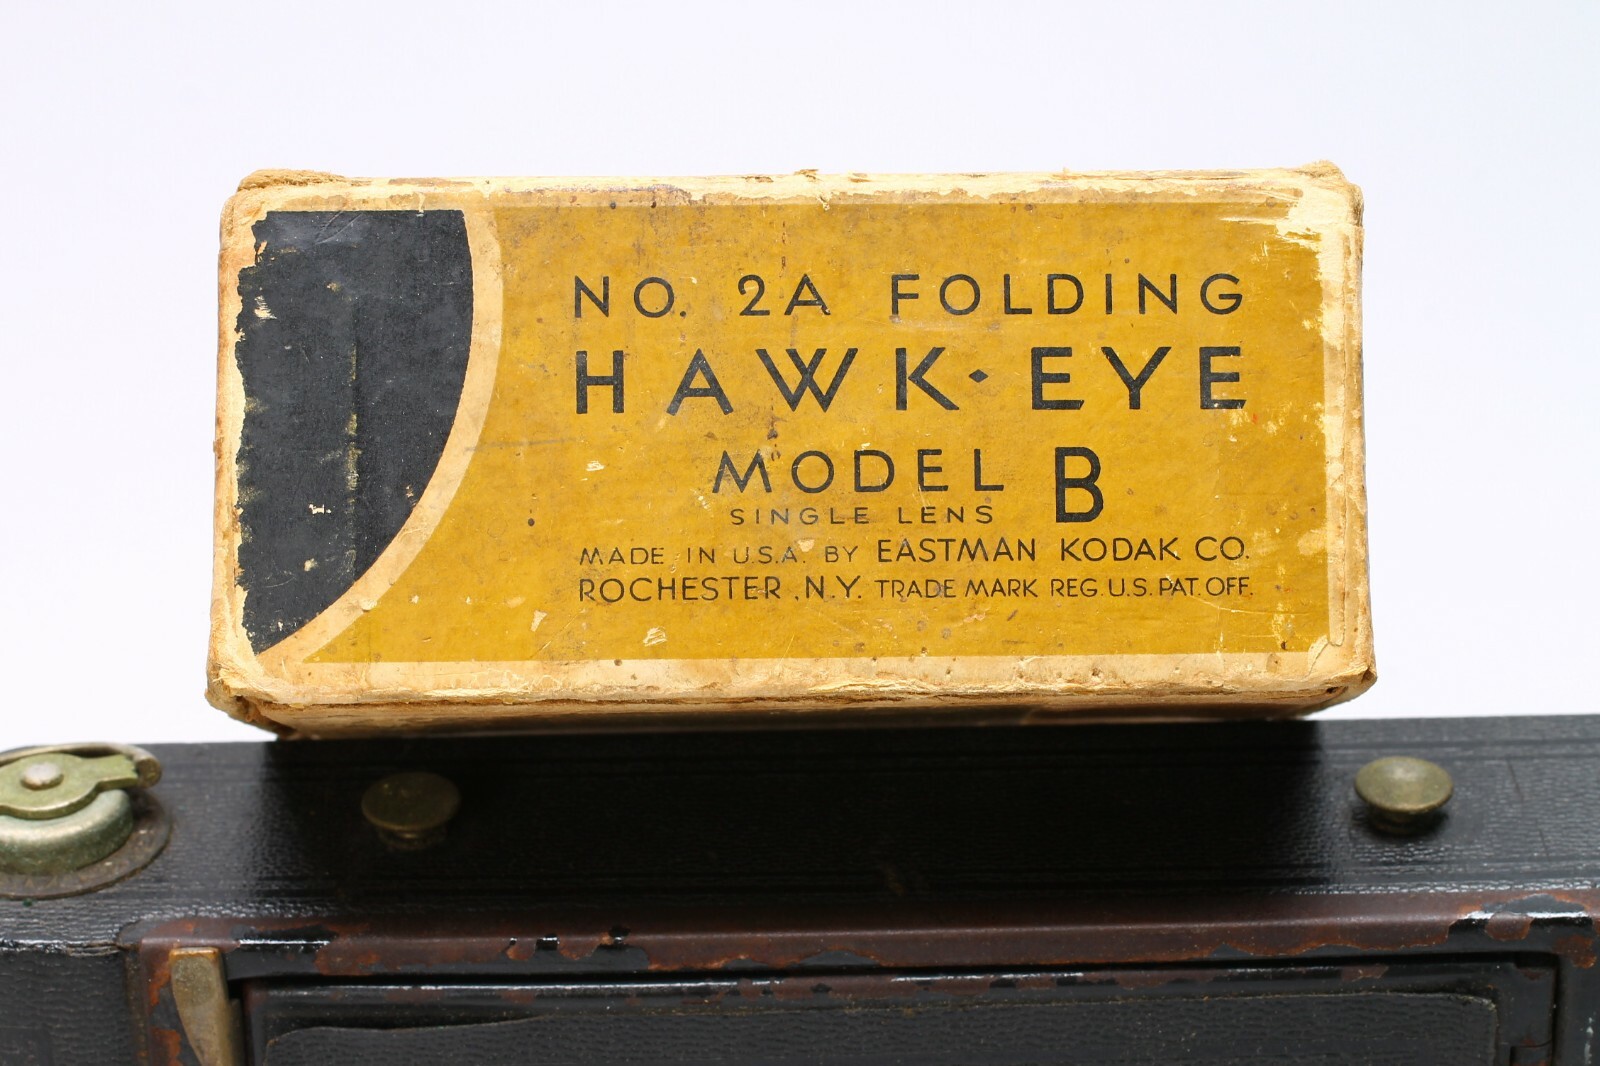 NO. 2A FOLDING
HAWK·EYE
MODEL B
SINGLE LENS
MADE IN U.S.A. BY EASTMAN KODAK CO.
ROCHESTER, N.Y. TRADE MARK REG. U.S. PAT. OFF.